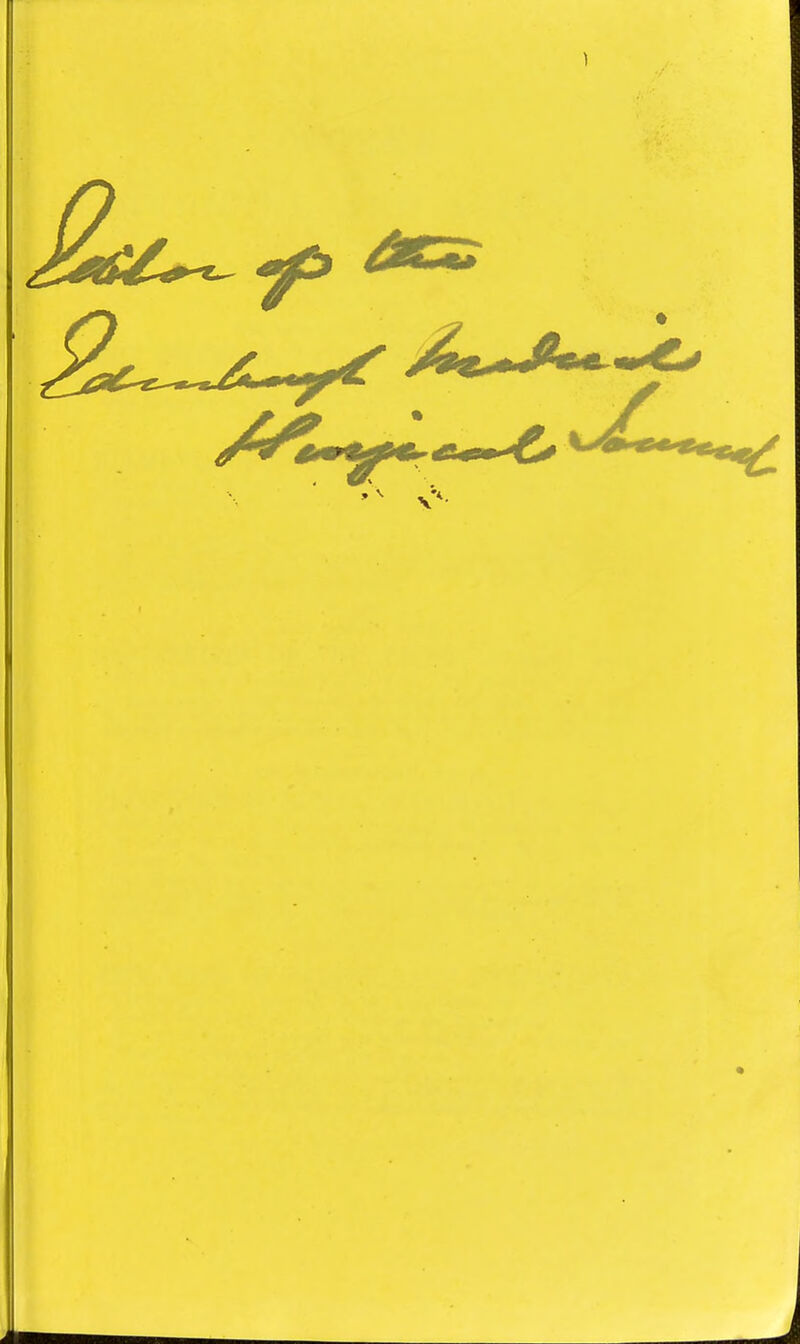 Editor of the
Edinburgh Medical
& Surgical Journal